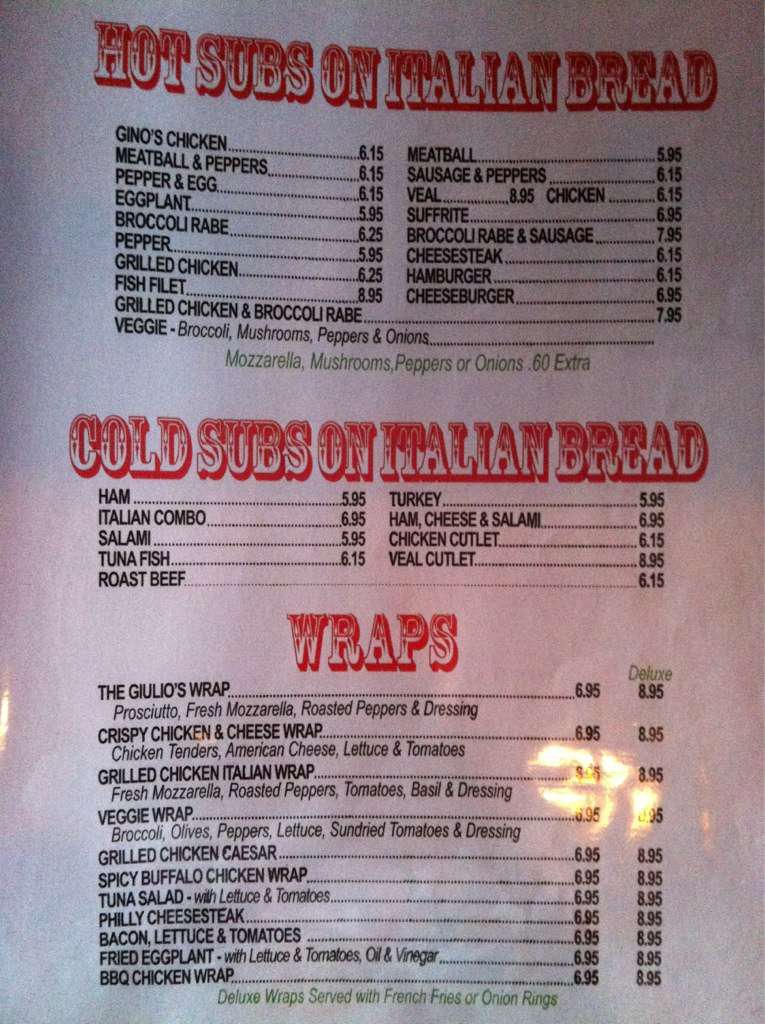 HOT SUBS ON ITALIAN BREAD
GINO'S CHICKEN 6.15
MEATBALL & PEPPERS 6.15
PEPPER & EGG 6.15
EGGPLANT 5.95
BROCCOLI RABE 6.25
PEPPER 5.95
GRILLED CHICKEN 6.25
FISH FILET 8.95
MEATBALL 5.95
SAUSAGE & PEPPERS 6.15
VEAL 8.95 CHICKEN 6.15
SUFFRITE 6.95
BROCCOLI RABE & SAUSAGE 7.95
CHEESESTEAK 6.15
HAMBURGER 6.15
CHEESEBURGER 6.95
GRILLED CHICKEN & BROCCOLI RABE 7.95
VEGGIE - Broccoli, Mushrooms, Peppers & Onions
Mozzarella, Mushrooms,Peppers or Onions .60 Extra
COLD SUBS ON ITALIAN BREAD
HAM 5.95
ITALIAN COMBO 6.95
SALAMI 5.95
TUNA FISH 6.15
TURKEY 5.95
HAM, CHEESE & SALAMI 6.95
CHICKEN CUTLET 6.15
VEAL CUTLET 8.95
ROAST BEEF 6.15
WRAPS
Deluxe
THE GIULIO'S WRAP 6.95 8.95
Prosciutto, Fresh Mozzarella, Roasted Peppers & Dressing
CRISPY CHICKEN & CHEESE WRAP 6.95 8.95
Chicken Tenders, American Cheese, Lettuce & Tomatoes
GRILLED CHICKEN ITALIAN WRAP 8.95
Fresh Mozzarella, Roasted Peppers, Tomatoes, Basil & Dressing
VEGGIE WRAP 6.95 8.95
Broccoli, Olives, Peppers, Lettuce, Sundried Tomatoes & Dressing
GRILLED CHICKEN CAESAR 6.95 8.95
SPICY BUFFALO CHICKEN WRAP 6.95 8.95
TUNA SALAD - with Lettuce & Tomatoes 6.95 8.95
PHILLY CHEESESTEAK 6.95 8.95
BACON, LETTUCE & TOMATOES 6.95 8.95
FRIED EGGPLANT - with Lettuce & Tomatoes, Oil & Vinegar 6.95 8.95
BBQ CHICKEN WRAP 6.95 8.95
Deluxe Wraps Served with French Fries or Onion Rings